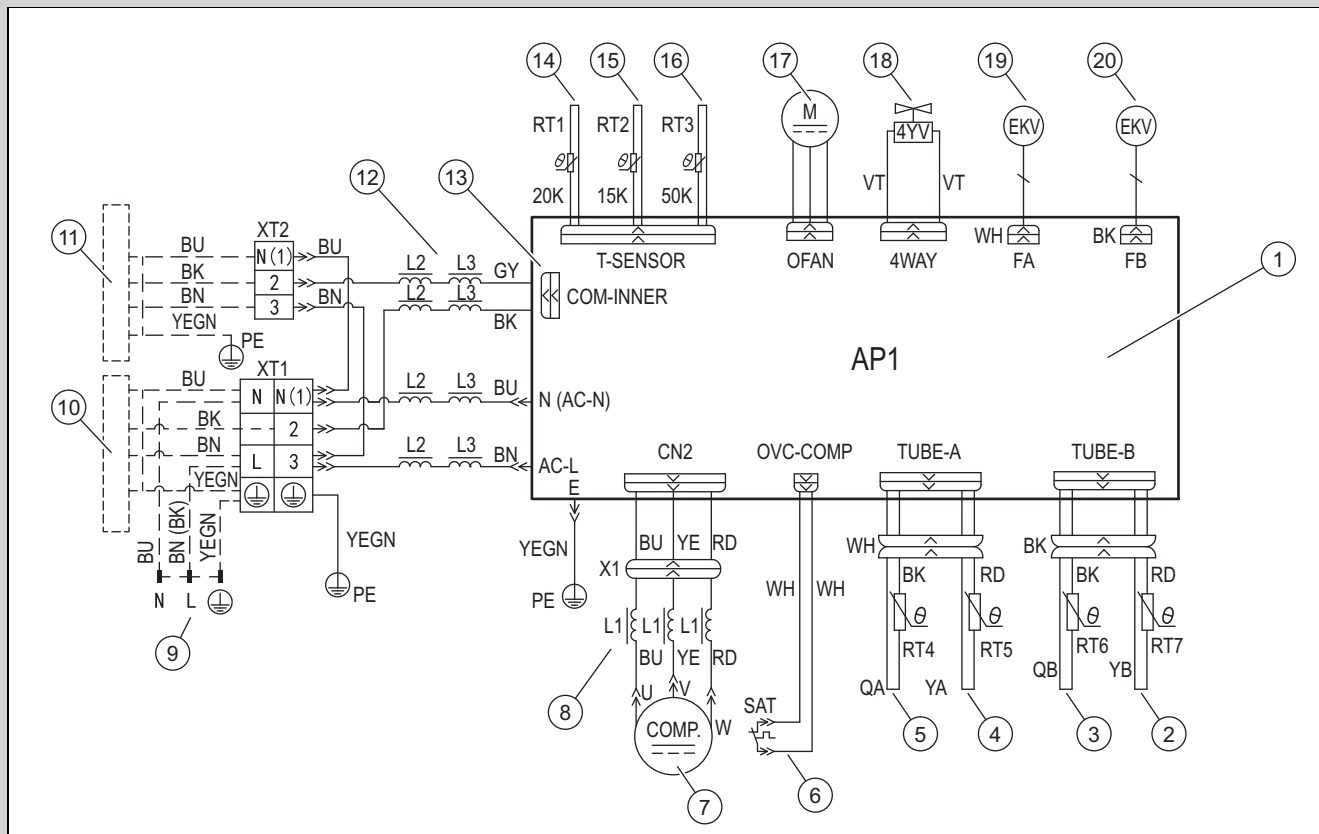 14 15 16 17 18 19 20
RT1 RT2 RT3 M 4YV EKV EKV
20K 15K 50K VT VT WH BK
T-SENSOR OFAN 4WAY FA FB
12 13
11
XT2
BU N(1) BU
BK 2 L2 L3 GY
BN 3 BN L2 L3 BK
YEGN
PE
COM-INNER
AP1
1
10
XT1
BU N N(1) L2 L3 BU N (AC-N)
BK 2
BN L 3 L2 L3 BN AC-L
YEGN
E
CN2 OVC-COMP TUBE-A TUBE-B
BU BN (BK) YEGN
YEGN
PE
N L
9
YEGN
PE
BU YE RD
X1
L1 L1 L1
BU YE RD
U V W
COMP.
8
7
WH WH
SAT
6
WH
BK RD
θ θ
RT4 RT5
QA YA
5 4
BK
BK RD
θ θ
RT6 RT7
QB YB
3 2